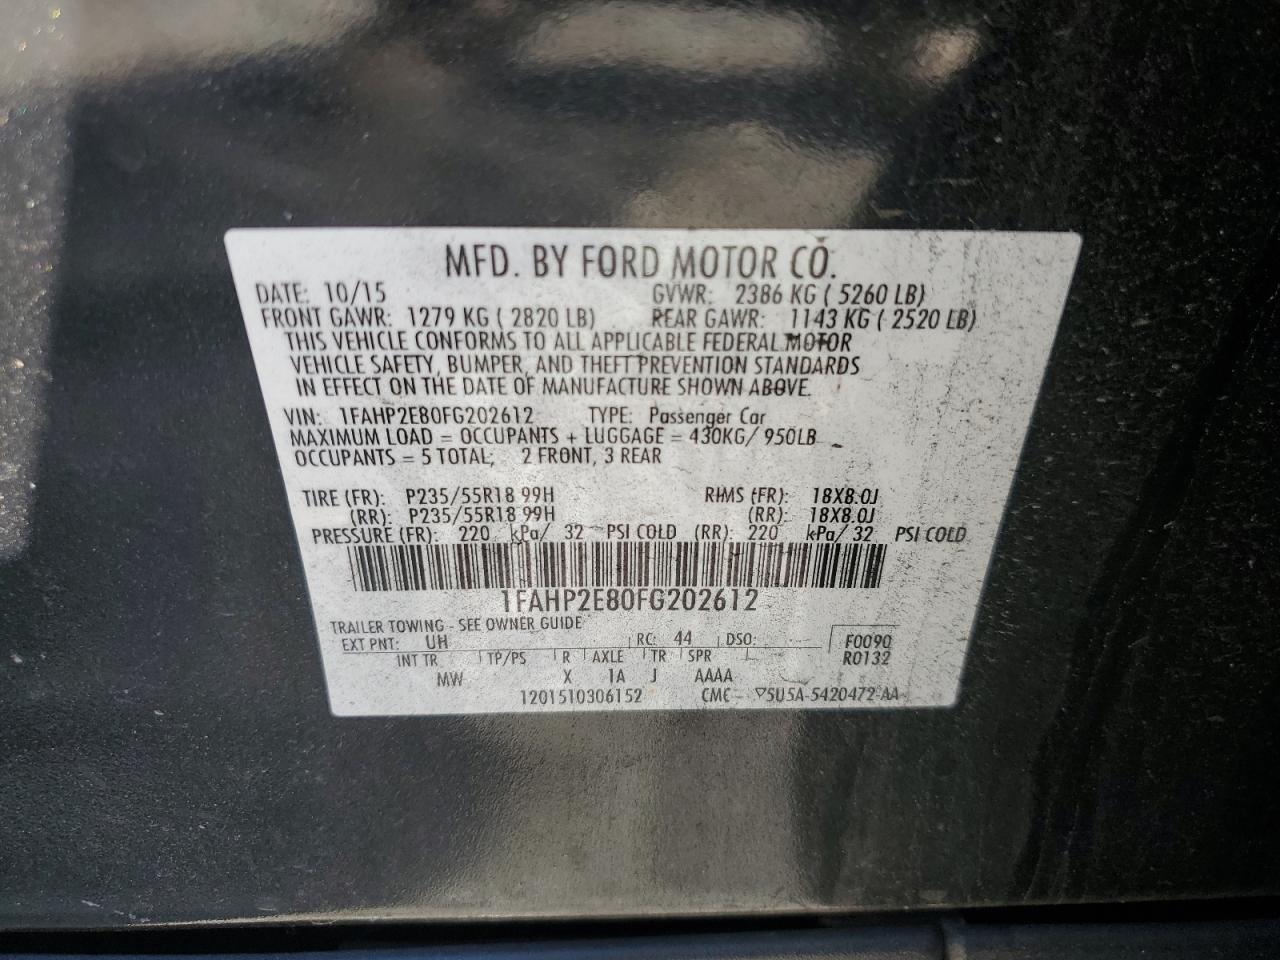 MFD. BY FORD MOTOR CO.
DATE: 10/15 GVWR: 2386 KG ( 5260 LB)
FRONT GAWR: 1279 KG ( 2820 LB) REAR GAWR: 1143 KG ( 2520 LB)
THIS VEHICLE CONFORMS TO ALL APPLICABLE FEDERAL MOTOR
VEHICLE SAFETY, BUMPER, AND THEFT PREVENTION STANDARDS
IN EFFECT ON THE DATE OF MANUFACTURE SHOWN ABOVE.
VIN: 1FAHP2E80FG202612 TYPE: Passenger Car
MAXIMUM LOAD = OCCUPANTS + LUGGAGE = 430KG/ 950LB
OCCUPANTS = 5 TOTAL; 2 FRONT, 3 REAR
TIRE (FR): P235/55R18 99H RIMS (FR): 18X8.0J
(RR): P235/55R18 99H (RR): 18X8.0J
PRESSURE (FR): 220 kPa/ 32 PSI COLD (RR): 220 kPa/ 32 PSI COLD
1FAHP2E80FG202612
TRAILER TOWING - SEE OWNER GUIDE
EXT PNT: UH RC: 44 DSO: F0090
INT TR TP/PS R AXLE TR SPR R0132
MW X 1A J AAAA
1201510306152 CMC 5U5A-5420472-AA